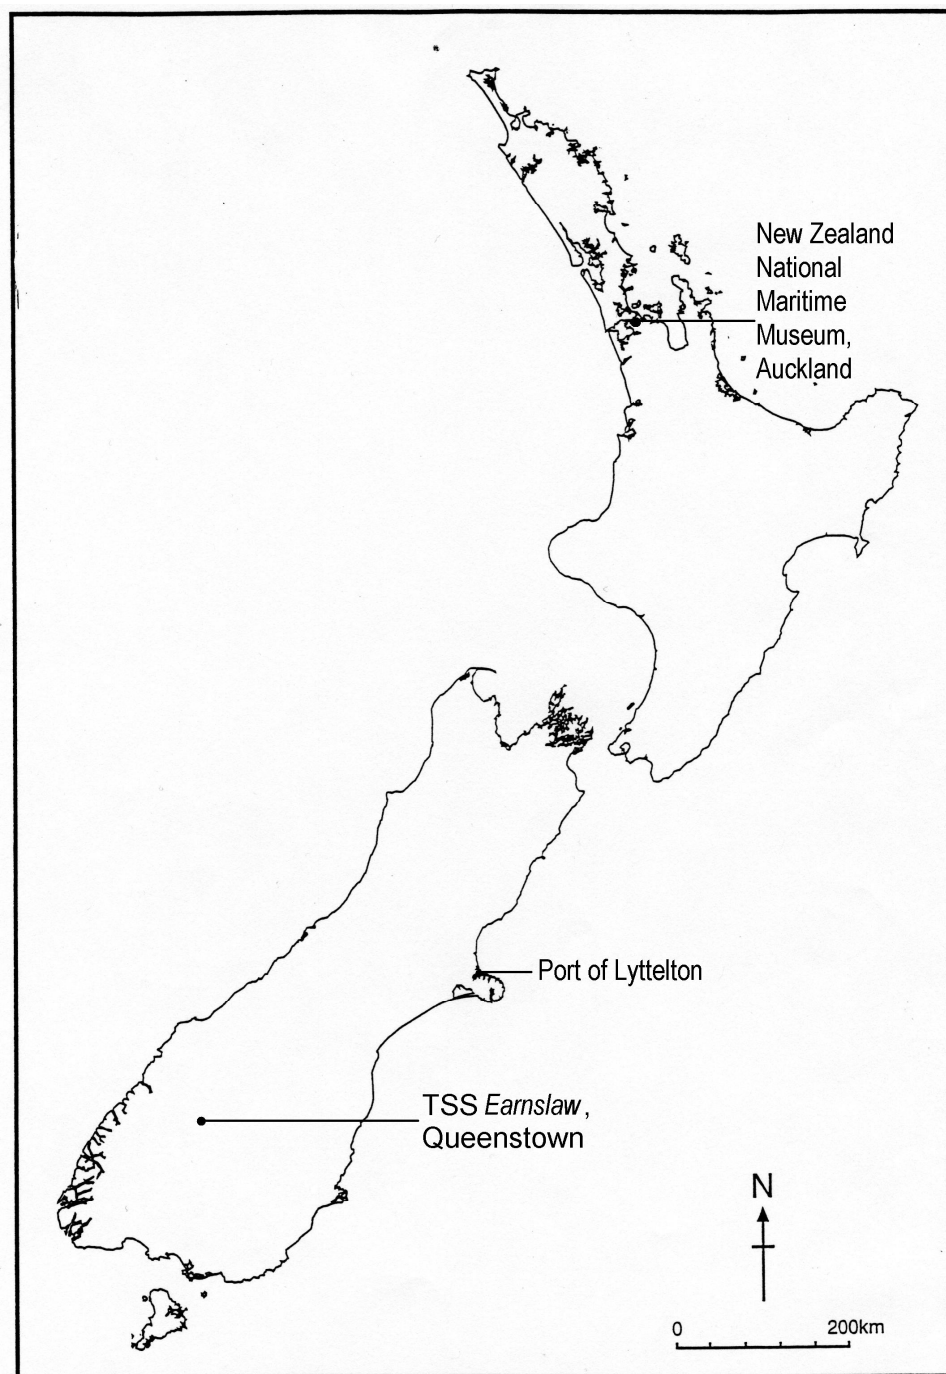 New Zealand
National
Maritime
Museum,
Auckland
Port of Lyttelton
TSS Earnslaw,
Queenstown
N
0 200km